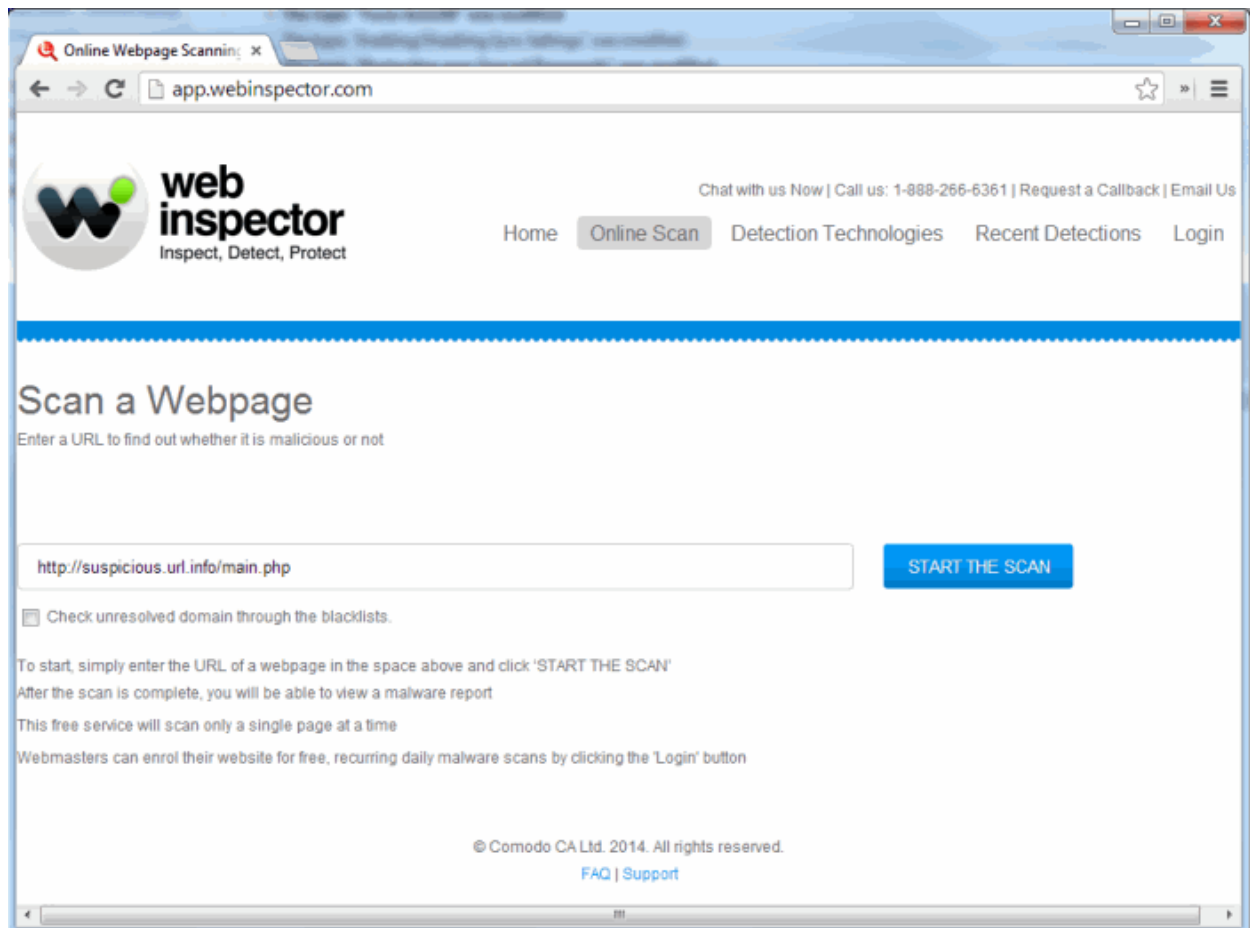 Online Webpage Scanning
app.webinspector.com
web
inspector
Inspect, Detect, Protect
Chat with us Now | Call us: 1-888-266-6361 | Request a Callback | Email Us
Home Online Scan Detection Technologies Recent Detections Login
Scan a Webpage
Enter a URL to find out whether it is malicious or not
http://suspicious.url.info/main.php
START THE SCAN
Check unresolved domain through the blacklists.
To start, simply enter the URL of a webpage in the space above and click 'START THE SCAN'
After the scan is complete, you will be able to view a malware report
This free service will scan only a single page at a time
Webmasters can enrol their website for free, recurring daily malware scans by clicking the 'Login' button
© Comodo CA Ltd. 2014. All rights reserved.
FAQ | Support